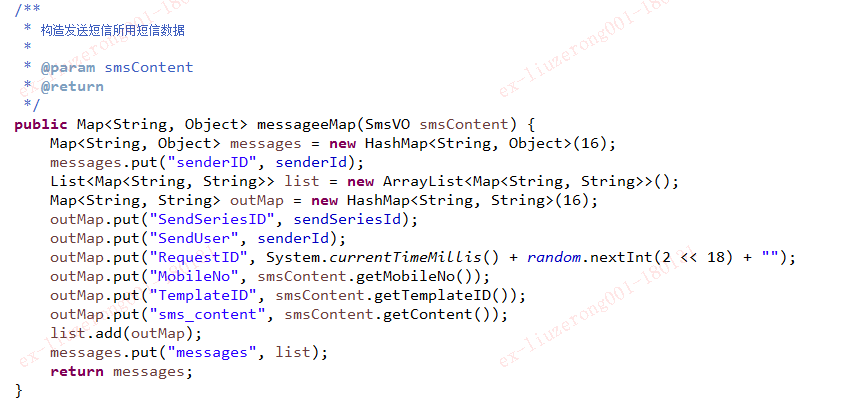 /**
 * 构造发送短信所用短信数据
 *
 * @param smsContent
 * @return
 */
public Map<String, Object> messageeMap(SmsVO smsContent) {
    Map<String, Object> messages = new HashMap<String, Object>(16);
    messages.put("senderID", senderId);
    List<Map<String, String>> list = new ArrayList<Map<String, String>>();
    Map<String, String> outMap = new HashMap<String, String>(16);
    outMap.put("SendSeriesID", sendSeriesId);
    outMap.put("SendUser", senderId);
    outMap.put("RequestID", System.currentTimeMillis() + random.nextInt(2 << 18) + "");
    outMap.put("MobileNo", smsContent.getMobileNo());
    outMap.put("TemplateID", smsContent.getTemplateID());
    outMap.put("sms_content", smsContent.getContent());
    list.add(outMap);
    messages.put("messages", list);
    return messages;
}